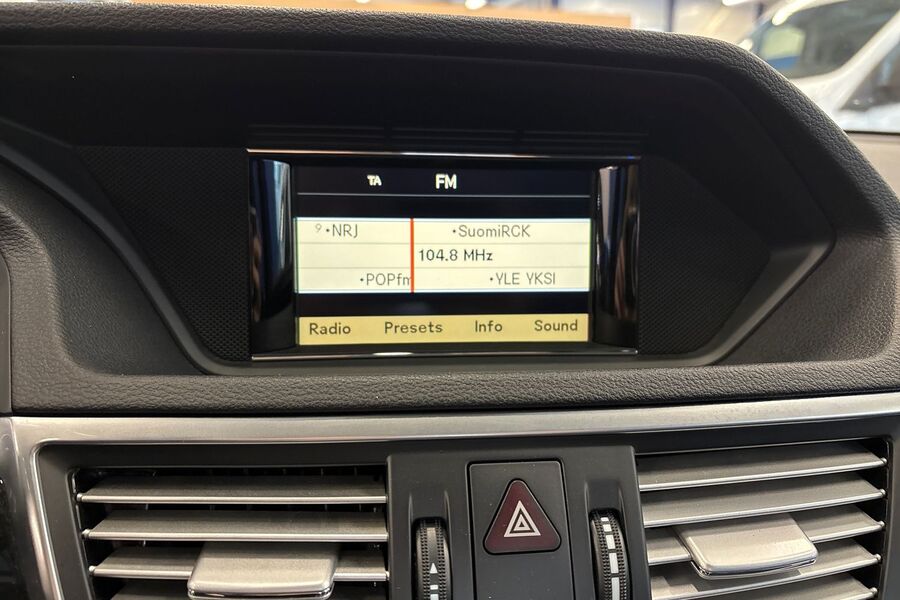 TA FM
9 •NRJ •SuomiRCK
104.8 MHz
•POPfm •YLE YKSI
Radio Presets Info Sound